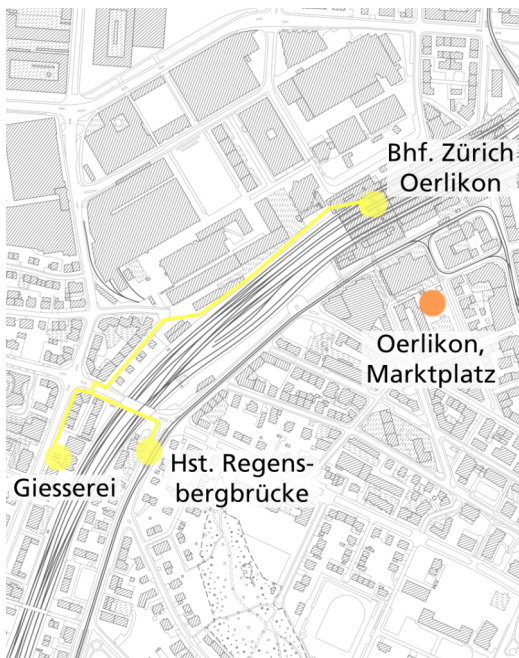 Bhf. Zürich
Oerlikon
Oerlikon,
Marktplatz
Hst. Regens-
bergbrücke
Giesserei